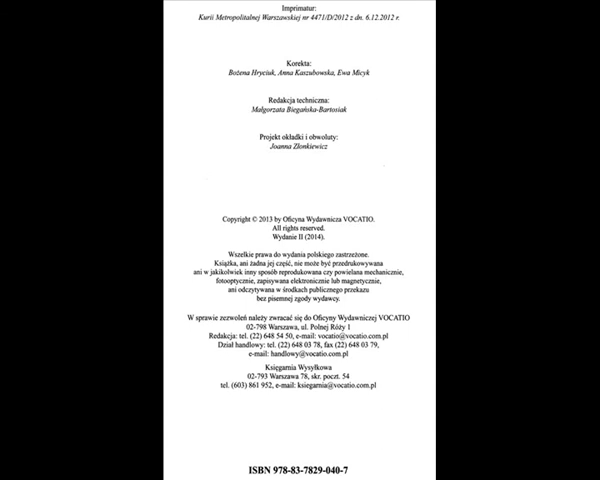 Imprimatur:
Kurii Metropolitalnej Warszawskiej nr 4471/D/2012 z dn. 6.12.2012 r.
Korekta:
Bożena Hryciuk, Anna Kaszubowska, Ewa Micyk
Redakcja techniczna:
Małgorzata Biegańska-Bartosiak
Projekt okładki i obwoluty:
Joanna Złonkiewicz
Copyright © 2013 by Oficyna Wydawnicza VOCATIO.
All rights reserved.
Wydanie II (2014).
Wszelkie prawa do wydania polskiego zastrzeżone.
Książka, ani żadna jej część, nie może być przedrukowywana
ani w jakikolwiek inny sposób reprodukowana czy powielana mechanicznie,
fotooptycznie, zapisywana elektronicznie lub magnetycznie,
ani odczytywana w środkach publicznego przekazu
bez pisemnej zgody wydawcy.
W sprawie zezwoleń należy zwracać się do Oficyny Wydawniczej VOCATIO
02-798 Warszawa, ul. Polnej Róży 1
Redakcja: tel. (22) 648 54 50, e-mail: vocatio@vocatio.com.pl
Dział handlowy: tel. (22) 648 03 78, fax (22) 648 03 79,
e-mail: handlowy@vocatio.com.pl
Księgarnia Wysyłkowa
02-793 Warszawa 78, skr. poczt. 54
tel. (603) 861 952, e-mail: ksiegarnia@vocatio.com.pl
ISBN 978-83-7829-040-7